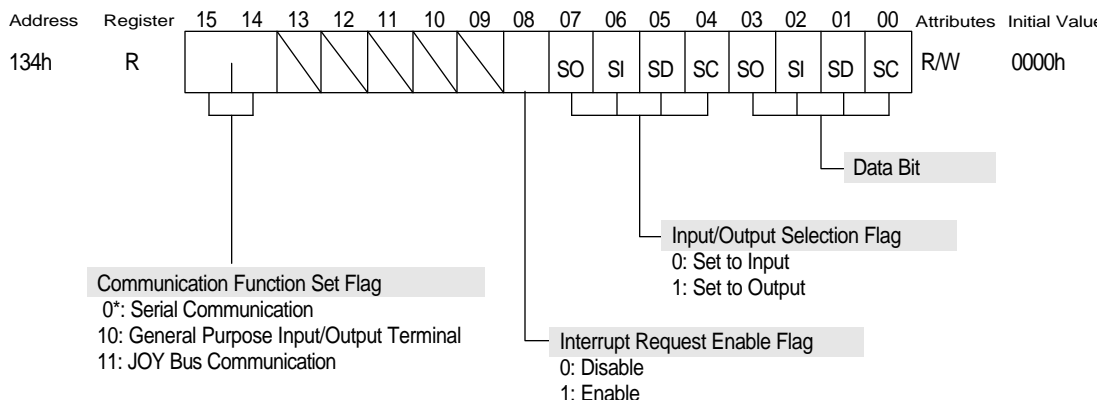 Address Register 15 14 13 12 11 10 09 08 07 06 05 04 03 02 01 00 Attributes Initial Value
134h R SO SI SD SC SO SI SD SC R/W 0000h
Data Bit
Input/Output Selection Flag
0: Set to Input
1: Set to Output
Communication Function Set Flag
0*: Serial Communication
10: General Purpose Input/Output Terminal
11: JOY Bus Communication
Interrupt Request Enable Flag
0: Disable
1: Enable